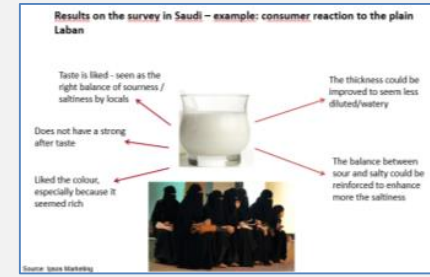 Results on the survey in Saudi – example: consumer reaction to the plain
Laban
Taste is liked - seen as the
right balance of sourness /
saltiness by locals
Does not have a strong
after taste
Liked the colour,
especially because it
seemed rich
The thickness could be
improved to seem less
diluted/watery
The balance between
sour and salty could be
reinforced to enhance
more the saltiness
Source: Ipsos Marketing